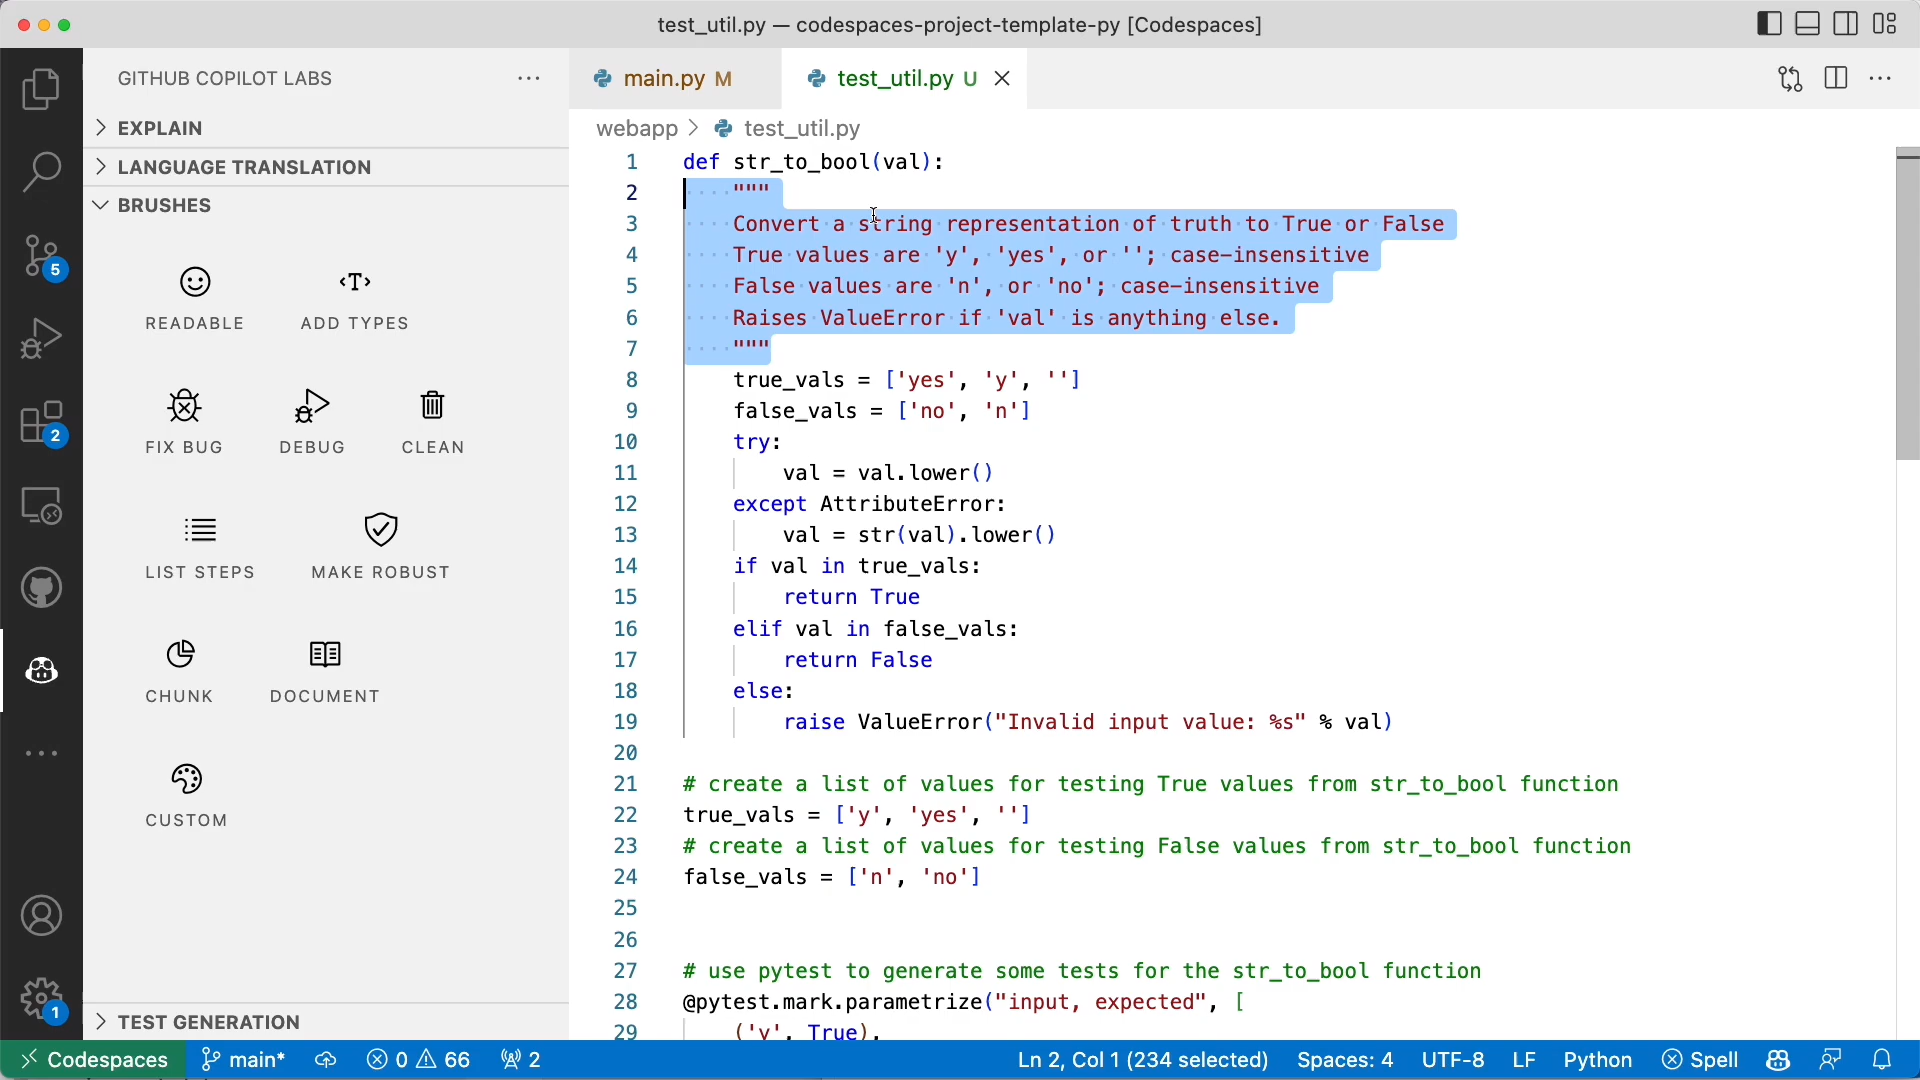 test_util.py — codespaces-project-template-py [Codespaces]
GITHUB COPILOT LABS
main.py M
test_util.py U
EXPLAIN
LANGUAGE TRANSLATION
BRUSHES
READABLE
ADD TYPES
FIX BUG
DEBUG
CLEAN
LIST STEPS
MAKE ROBUST
CHUNK
DOCUMENT
CUSTOM
TEST GENERATION
5
2
1
webapp > test_util.py
1 def str_to_bool(val):
2     """
3     Convert a string representation of truth to True or False
4     True values are 'y', 'yes', or ''; case-insensitive
5     False values are 'n', or 'no'; case-insensitive
6     Raises ValueError if 'val' is anything else.
7     """
8     true_vals = ['yes', 'y', '']
9     false_vals = ['no', 'n']
10     try:
11         val = val.lower()
12     except AttributeError:
13         val = str(val).lower()
14     if val in true_vals:
15         return True
16     elif val in false_vals:
17         return False
18     else:
19         raise ValueError("Invalid input value: %s" % val)
20
21 # create a list of values for testing True values from str_to_bool function
22 true_vals = ['y', 'yes', '']
23 # create a list of values for testing False values from str_to_bool function
24 false_vals = ['n', 'no']
25
26
27 # use pytest to generate some tests for the str_to_bool function
28 @pytest.mark.parametrize("input, expected", [
29     ('y', True),
Codespaces main* 0 66 2 Ln 2, Col 1 (234 selected) Spaces: 4 UTF-8 LF Python Spell